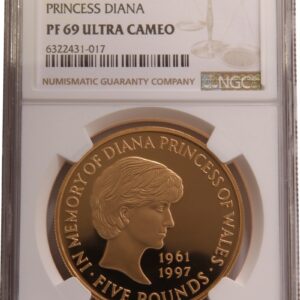 PRINCESS DIANA
PF 69 ULTRA CAMEO
6322431-017
NUMISMATIC GUARANTY COMPANY
NGC
IN MEMORY OF DIANA PRINCESS OF WALES
1961
1997
· FIVE POUNDS ·